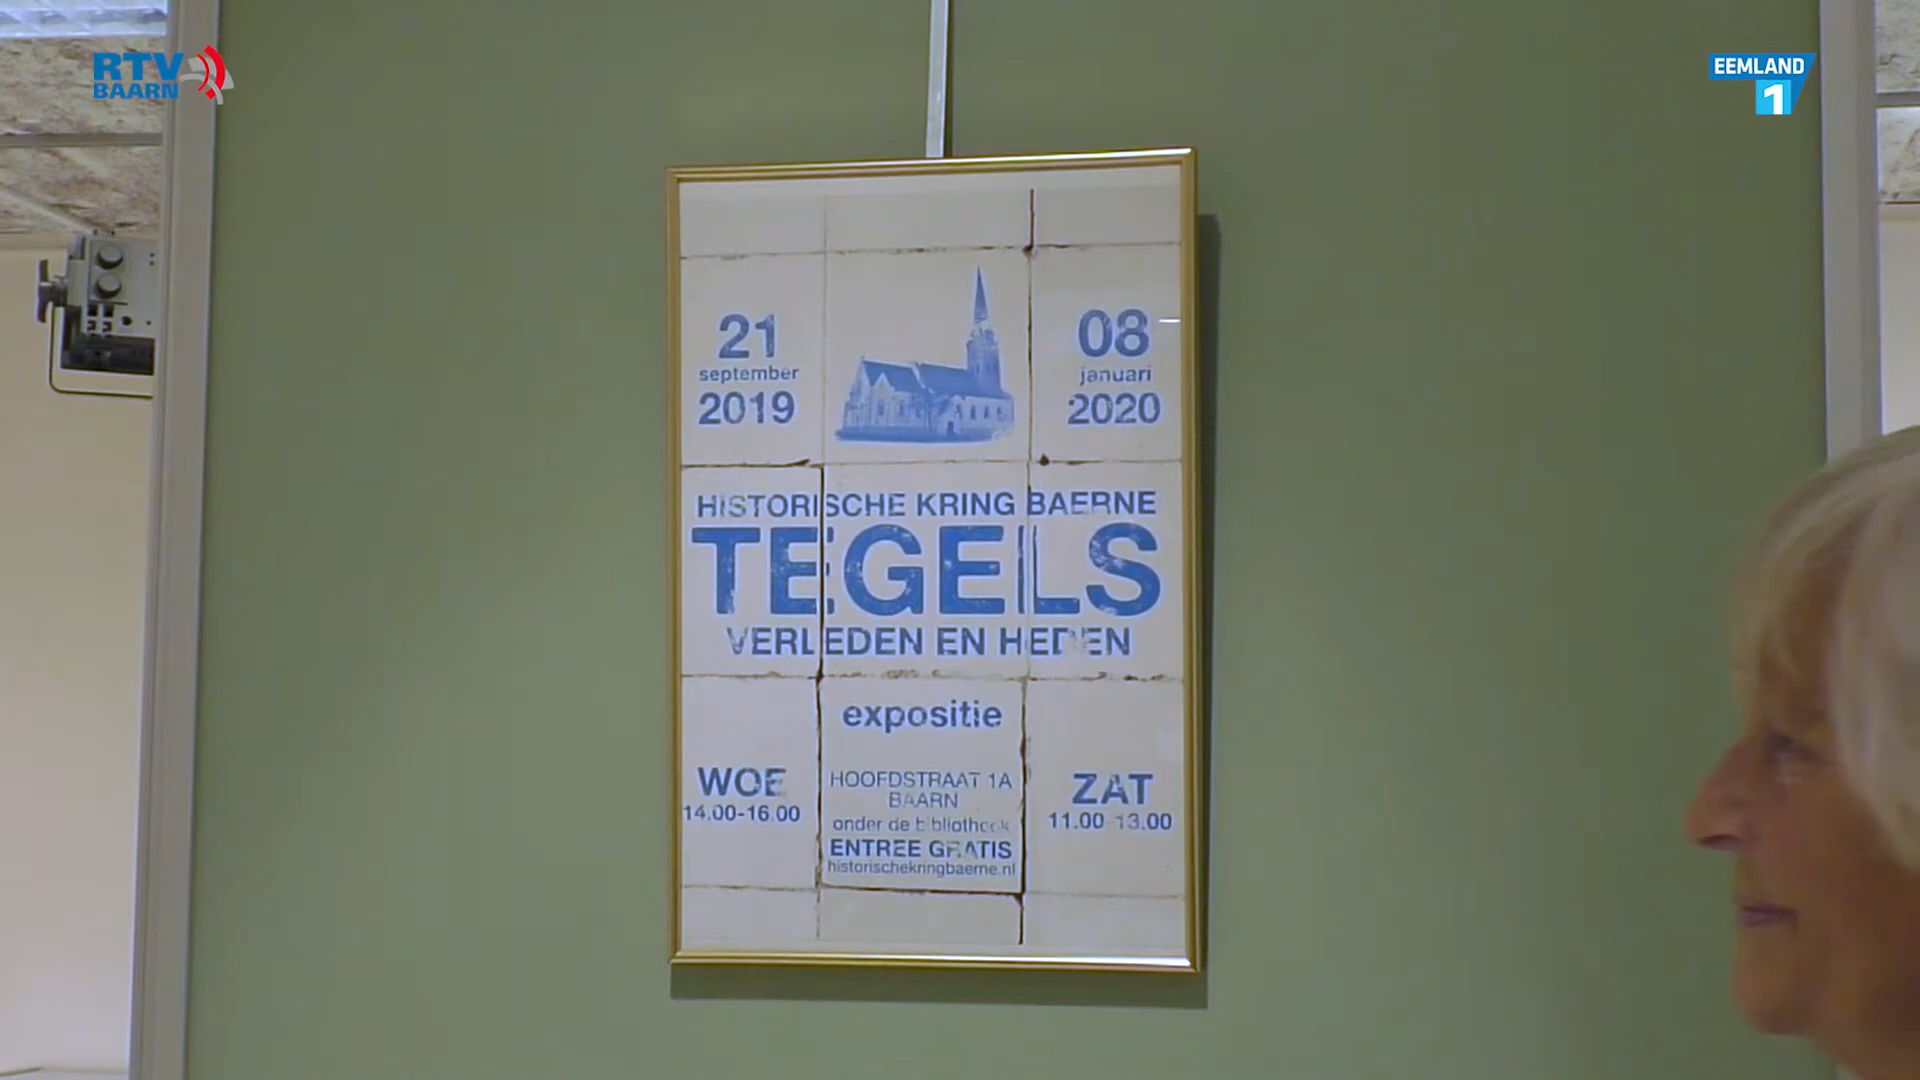 RTV
BAARN
EEMLAND
1
21
september
2019
08
januari
2020
HISTORISCHE KRING BAERNE
TEGELS
VERLEDEN EN HEDEN
expositie
WOE
14.00-16.00
HOOFDSTRAAT 1A
BAARN
onder de bibliotheek
ENTREE GRATIS
historischekringbaerne.nl
ZAT
11.00-13.00